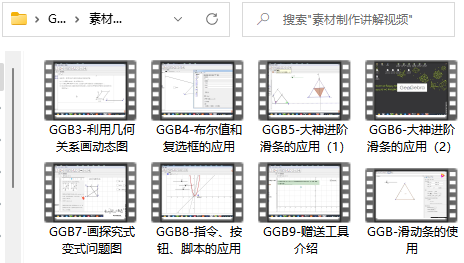 G... 素材...
搜索"素材制作讲解视频"
GeoGebra
GGB3-利用几何
关系画动态图
GGB4-布尔值和
复选框的应用
GGB5-大神进阶
滑条的应用（1）
GGB6-大神进阶
滑条的应用（2）
GGB7-画探究式
变式问题图
GGB8-指令、按
钮、脚本的应用
GGB9-赠送工具
介绍
GGB-滑动条的使
用